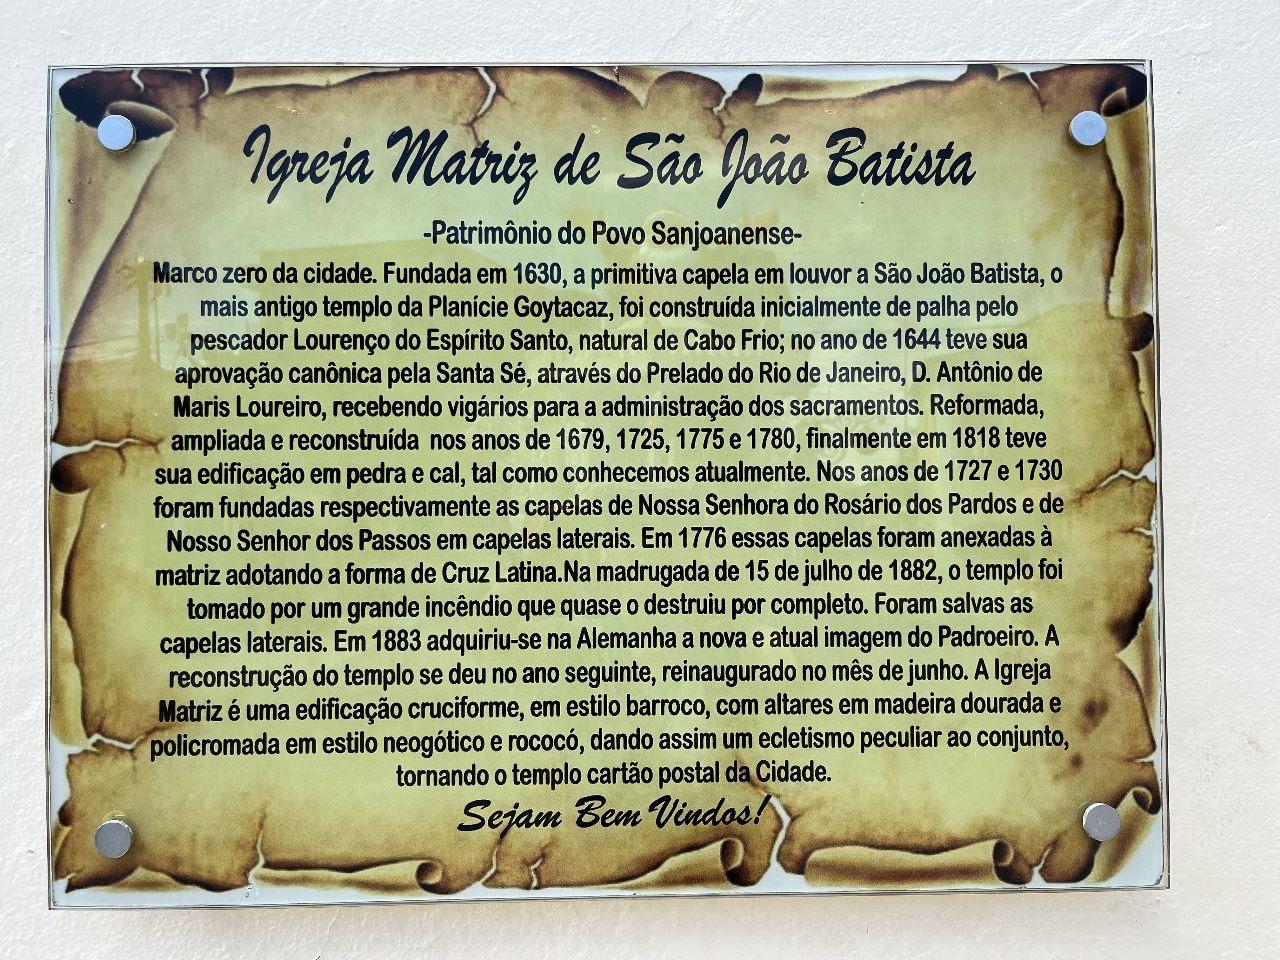 Igreja Matriz de São João Batista
-Patrimônio do Povo Sanjoanense-
Marco zero da cidade. Fundada em 1630, a primitiva capela em louvor a São João Batista, o
mais antigo templo da Planície Goytacaz, foi construída inicialmente de palha pelo
pescador Lourenço do Espírito Santo, natural de Cabo Frio; no ano de 1644 teve sua
aprovação canônica pela Santa Sé, através do Prelado do Rio de Janeiro, D. Antônio de
Maris Loureiro, recebendo vigários para a administração dos sacramentos. Reformada,
ampliada e reconstruída  nos anos de 1679, 1725, 1775 e 1780, finalmente em 1818 teve
sua edificação em pedra e cal, tal como conhecemos atualmente. Nos anos de 1727 e 1730
foram fundadas respectivamente as capelas de Nossa Senhora do Rosário dos Pardos e de
Nosso Senhor dos Passos em capelas laterais. Em 1776 essas capelas foram anexadas à
matriz adotando a forma de Cruz Latina.Na madrugada de 15 de julho de 1882, o templo foi
tomado por um grande incêndio que quase o destruiu por completo. Foram salvas as
capelas laterais. Em 1883 adquiriu-se na Alemanha a nova e atual imagem do Padroeiro. A
reconstrução do templo se deu no ano seguinte, reinaugurado no mês de junho. A Igreja
Matriz é uma edificação cruciforme, em estilo barroco, com altares em madeira dourada e
policromada em estilo neogótico e rococó, dando assim um ecletismo peculiar ao conjunto,
tornando o templo cartão postal da Cidade.
Sejam Bem Vindos!